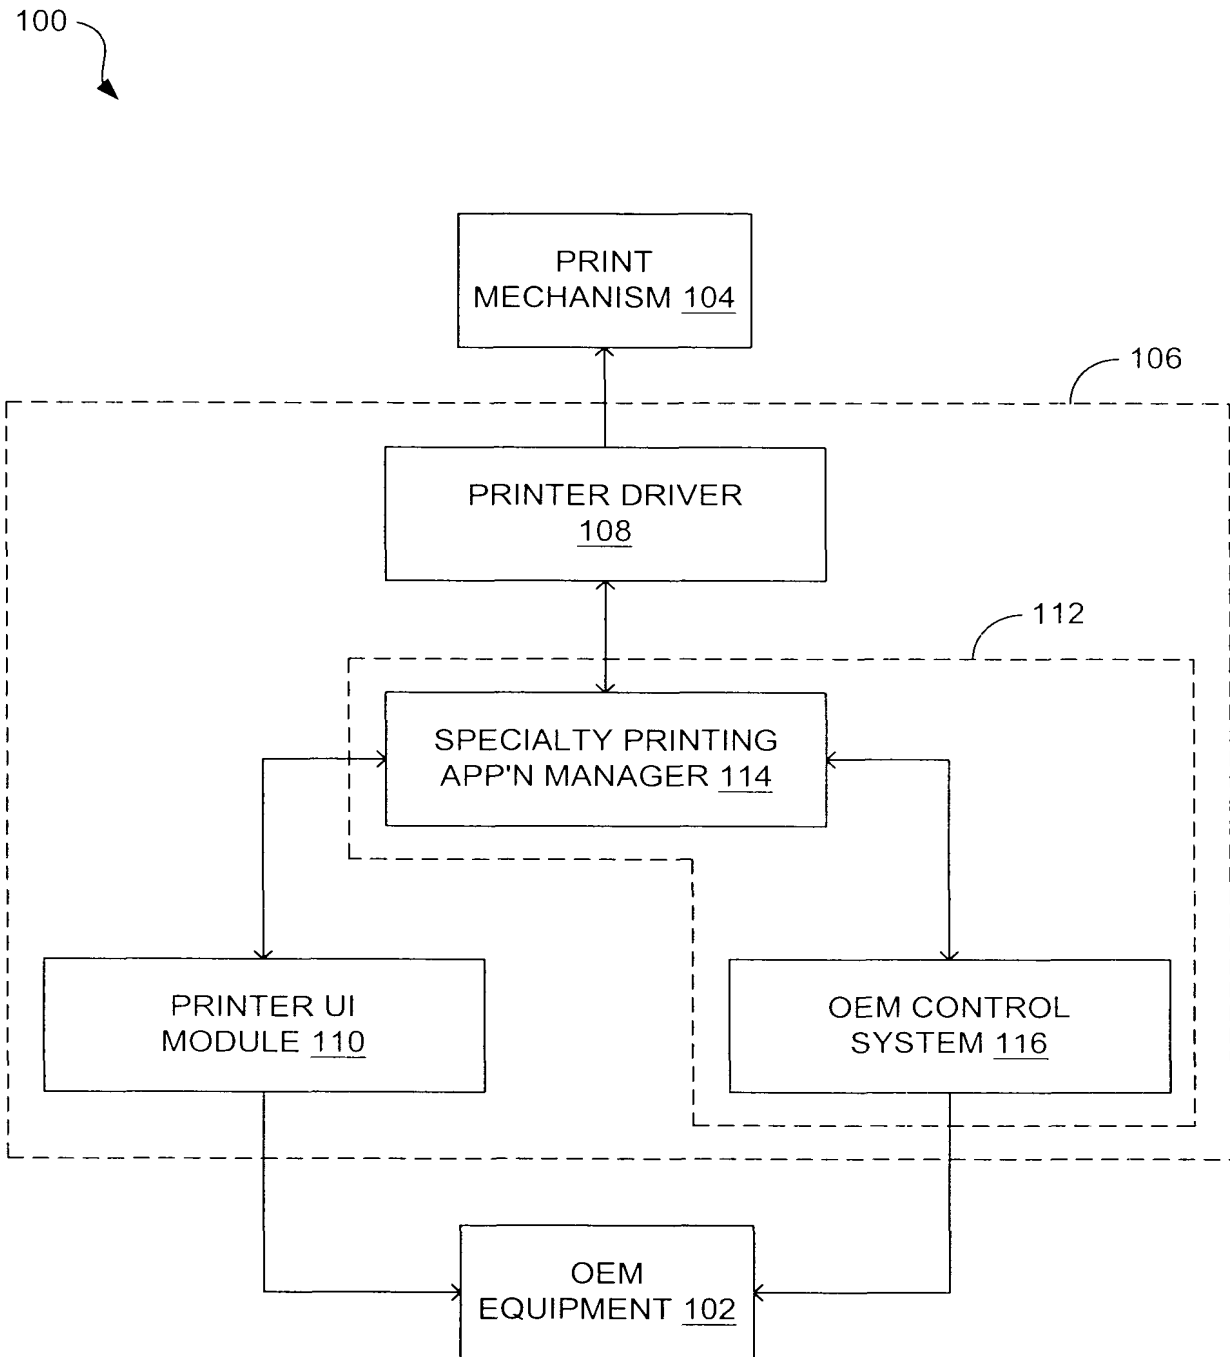 100
PRINT
MECHANISM 104
106
PRINTER DRIVER
108
112
SPECIALTY PRINTING
APP'N MANAGER 114
PRINTER UI
MODULE 110
OEM CONTROL
SYSTEM 116
OEM
EQUIPMENT 102